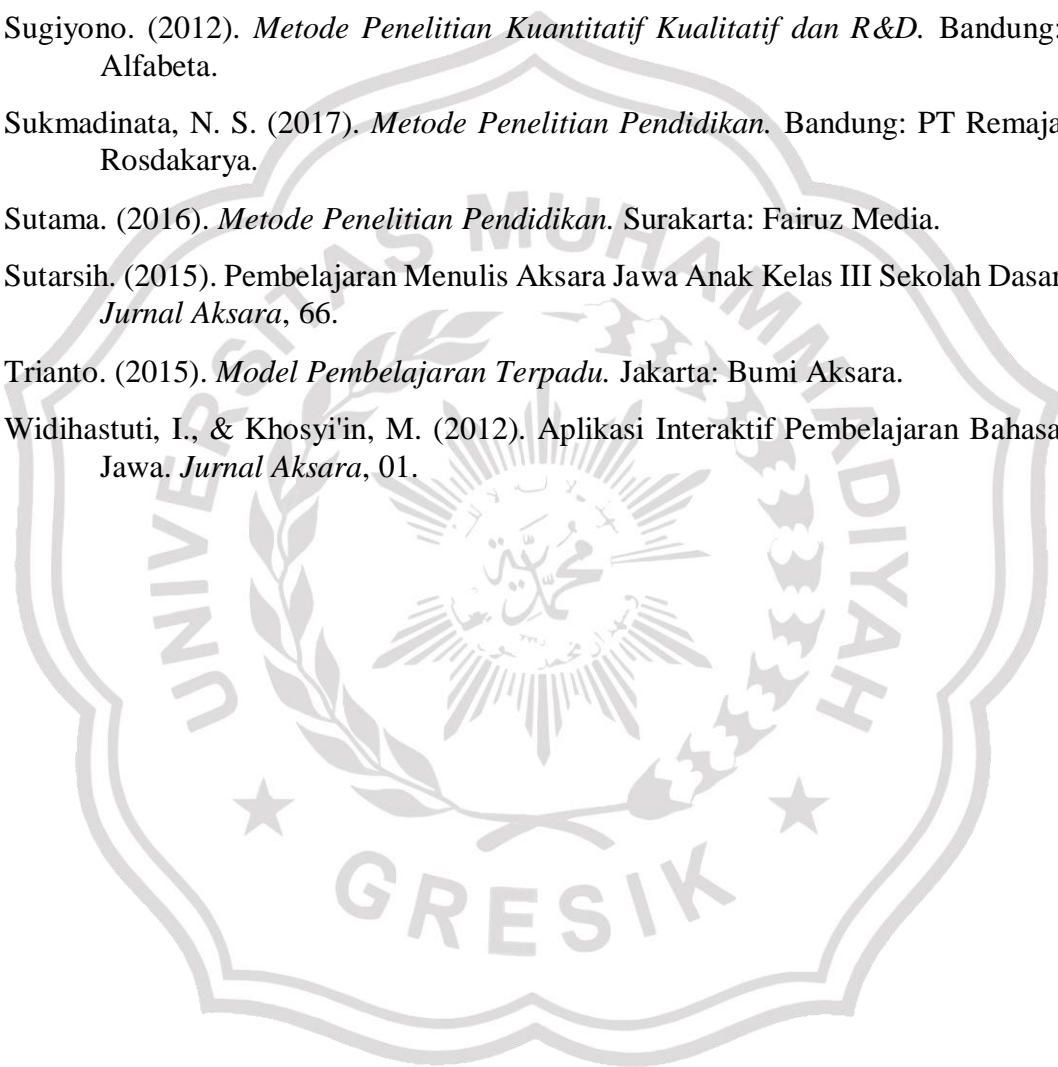 Sugiyono. (2012). Metode Penelitian Kuantitatif Kualitatif dan R&D. Bandung:
Alfabeta.
Sukmadinata, N. S. (2017). Metode Penelitian Pendidikan. Bandung: PT Remaja
Rosdakarya.
Sutama. (2016). Metode Penelitian Pendidikan. Surakarta: Fairuz Media.
Sutarsih. (2015). Pembelajaran Menulis Aksara Jawa Anak Kelas III Sekolah Dasar
Jurnal Aksara, 66.
Trianto. (2015). Model Pembelajaran Terpadu. Jakarta: Bumi Aksara.
Widihastuti, I., & Khosyi'in, M. (2012). Aplikasi Interaktif Pembelajaran Bahasa
Jawa. Jurnal Aksara, 01.
UNIVERSITAS MUHAMMADIYAH
GRESIK